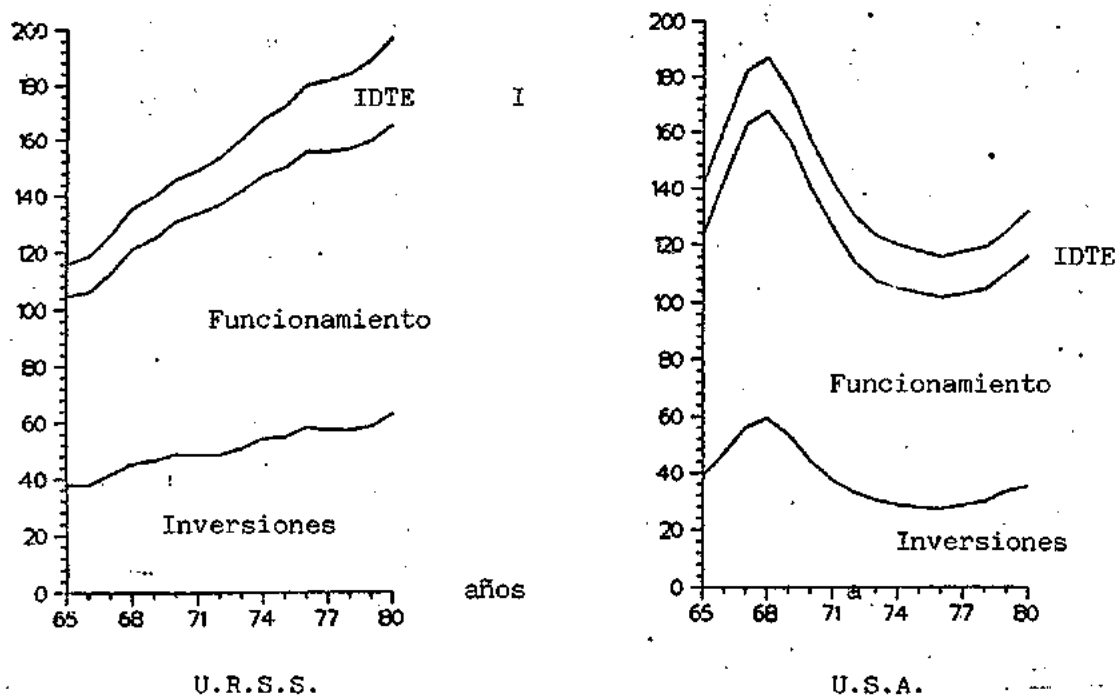 200
180
160
140
120
100
80
60
40
20
0
65 68 71 74 77 80
IDTE I
Funcionamiento
Inversiones
años
U.R.S.S.
200
180
160
140
120
100
80
60
40
20
0
65 68 71 74 77 80
IDTE
Funcionamiento
Inversiones
a
U.S.A.